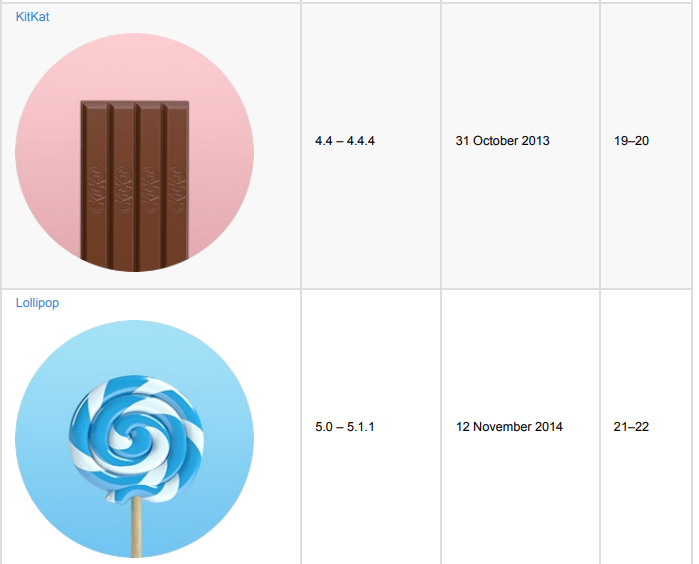 KitKat
4.4 – 4.4.4
31 October 2013
19–20
Lollipop
5.0 – 5.1.1
12 November 2014
21–22